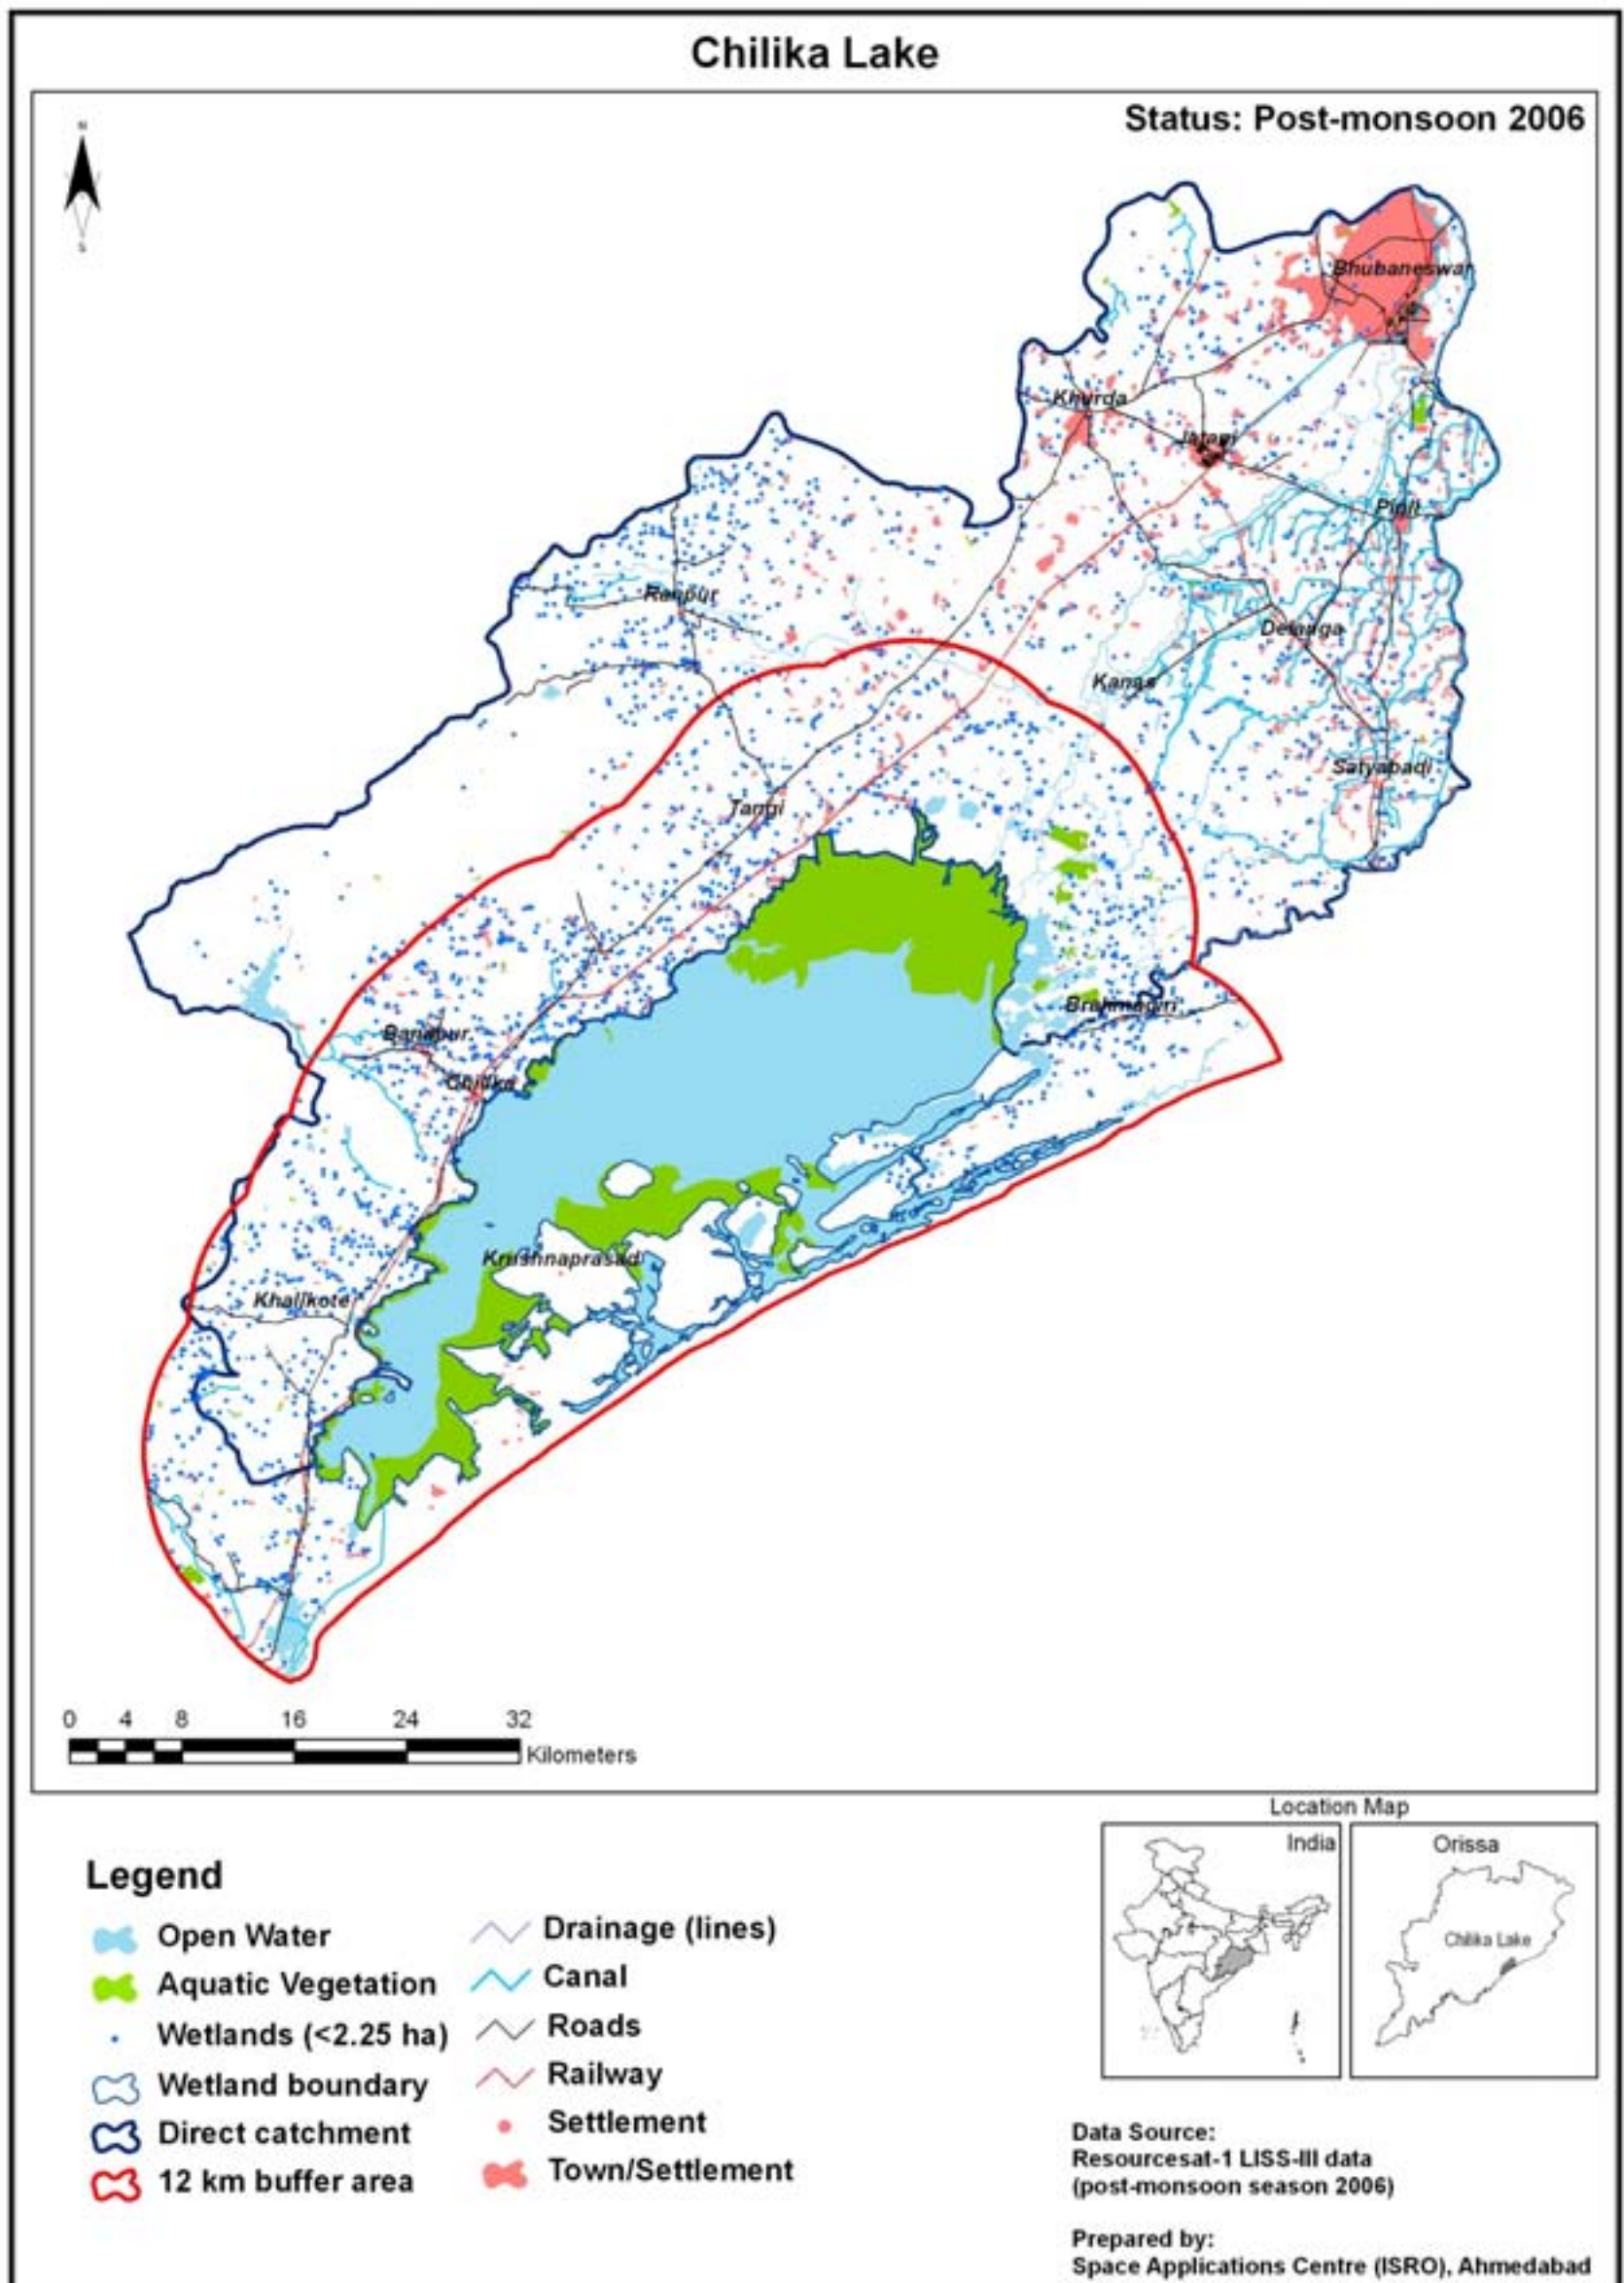 Chilika Lake
Status: Post-monsoon 2006
N
S
Bhubaneswar
Khurda
Jatani
Pipli
Ranpur
Delanga
Kanas
Satyabadi
Tangi
Brahmagiri
Banapur
Chilika
Krushnaprasad
Khallkote
0 4 8 16 24 32
Kilometers
Location Map
India
Orissa
Chilika Lake
Legend
Open Water
Aquatic Vegetation
Wetlands (<2.25 ha)
Wetland boundary
Direct catchment
12 km buffer area
Drainage (lines)
Canal
Roads
Railway
Settlement
Town/Settlement
Data Source:
Resourcesat-1 LISS-III data
(post-monsoon season 2006)
Prepared by:
Space Applications Centre (ISRO), Ahmedabad